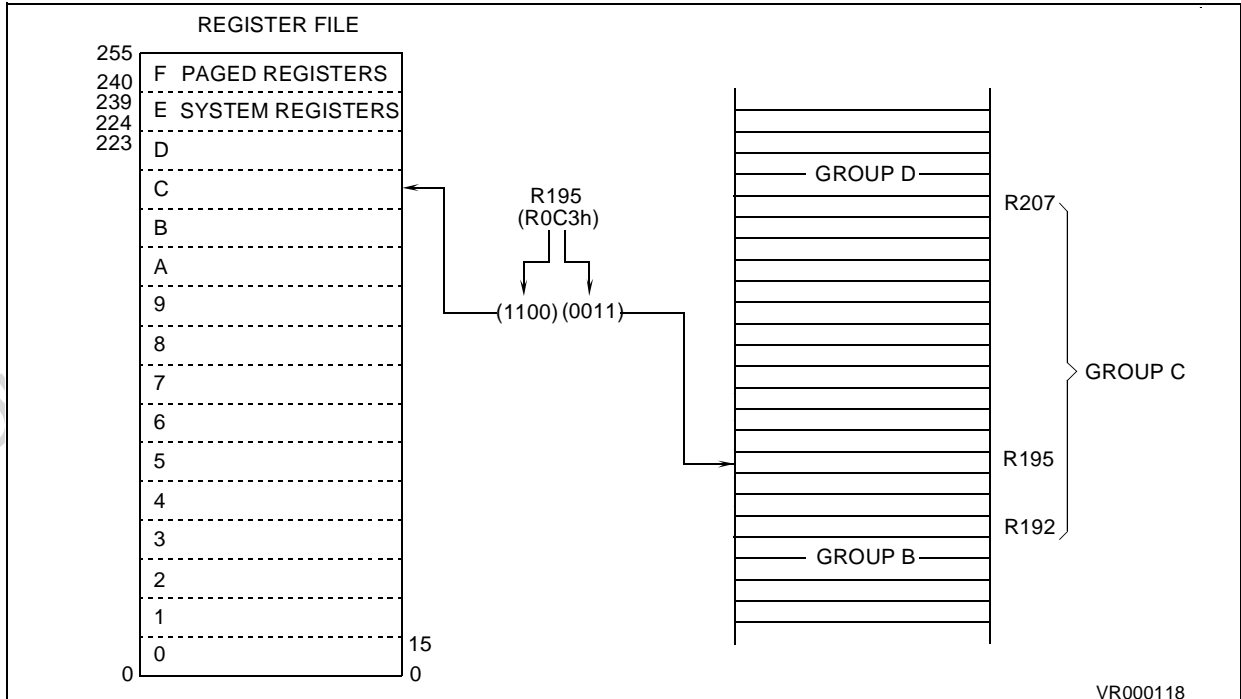 REGISTER FILE
255
240
239
224
223
F PAGED REGISTERS
E SYSTEM REGISTERS
D
C
B
A
9
8
7
6
5
4
3
2
1
0
15
0
0
R195
(R0C3h)
(1100) (0011)
GROUP D
R207
GROUP C
R195
R192
GROUP B
VR000118